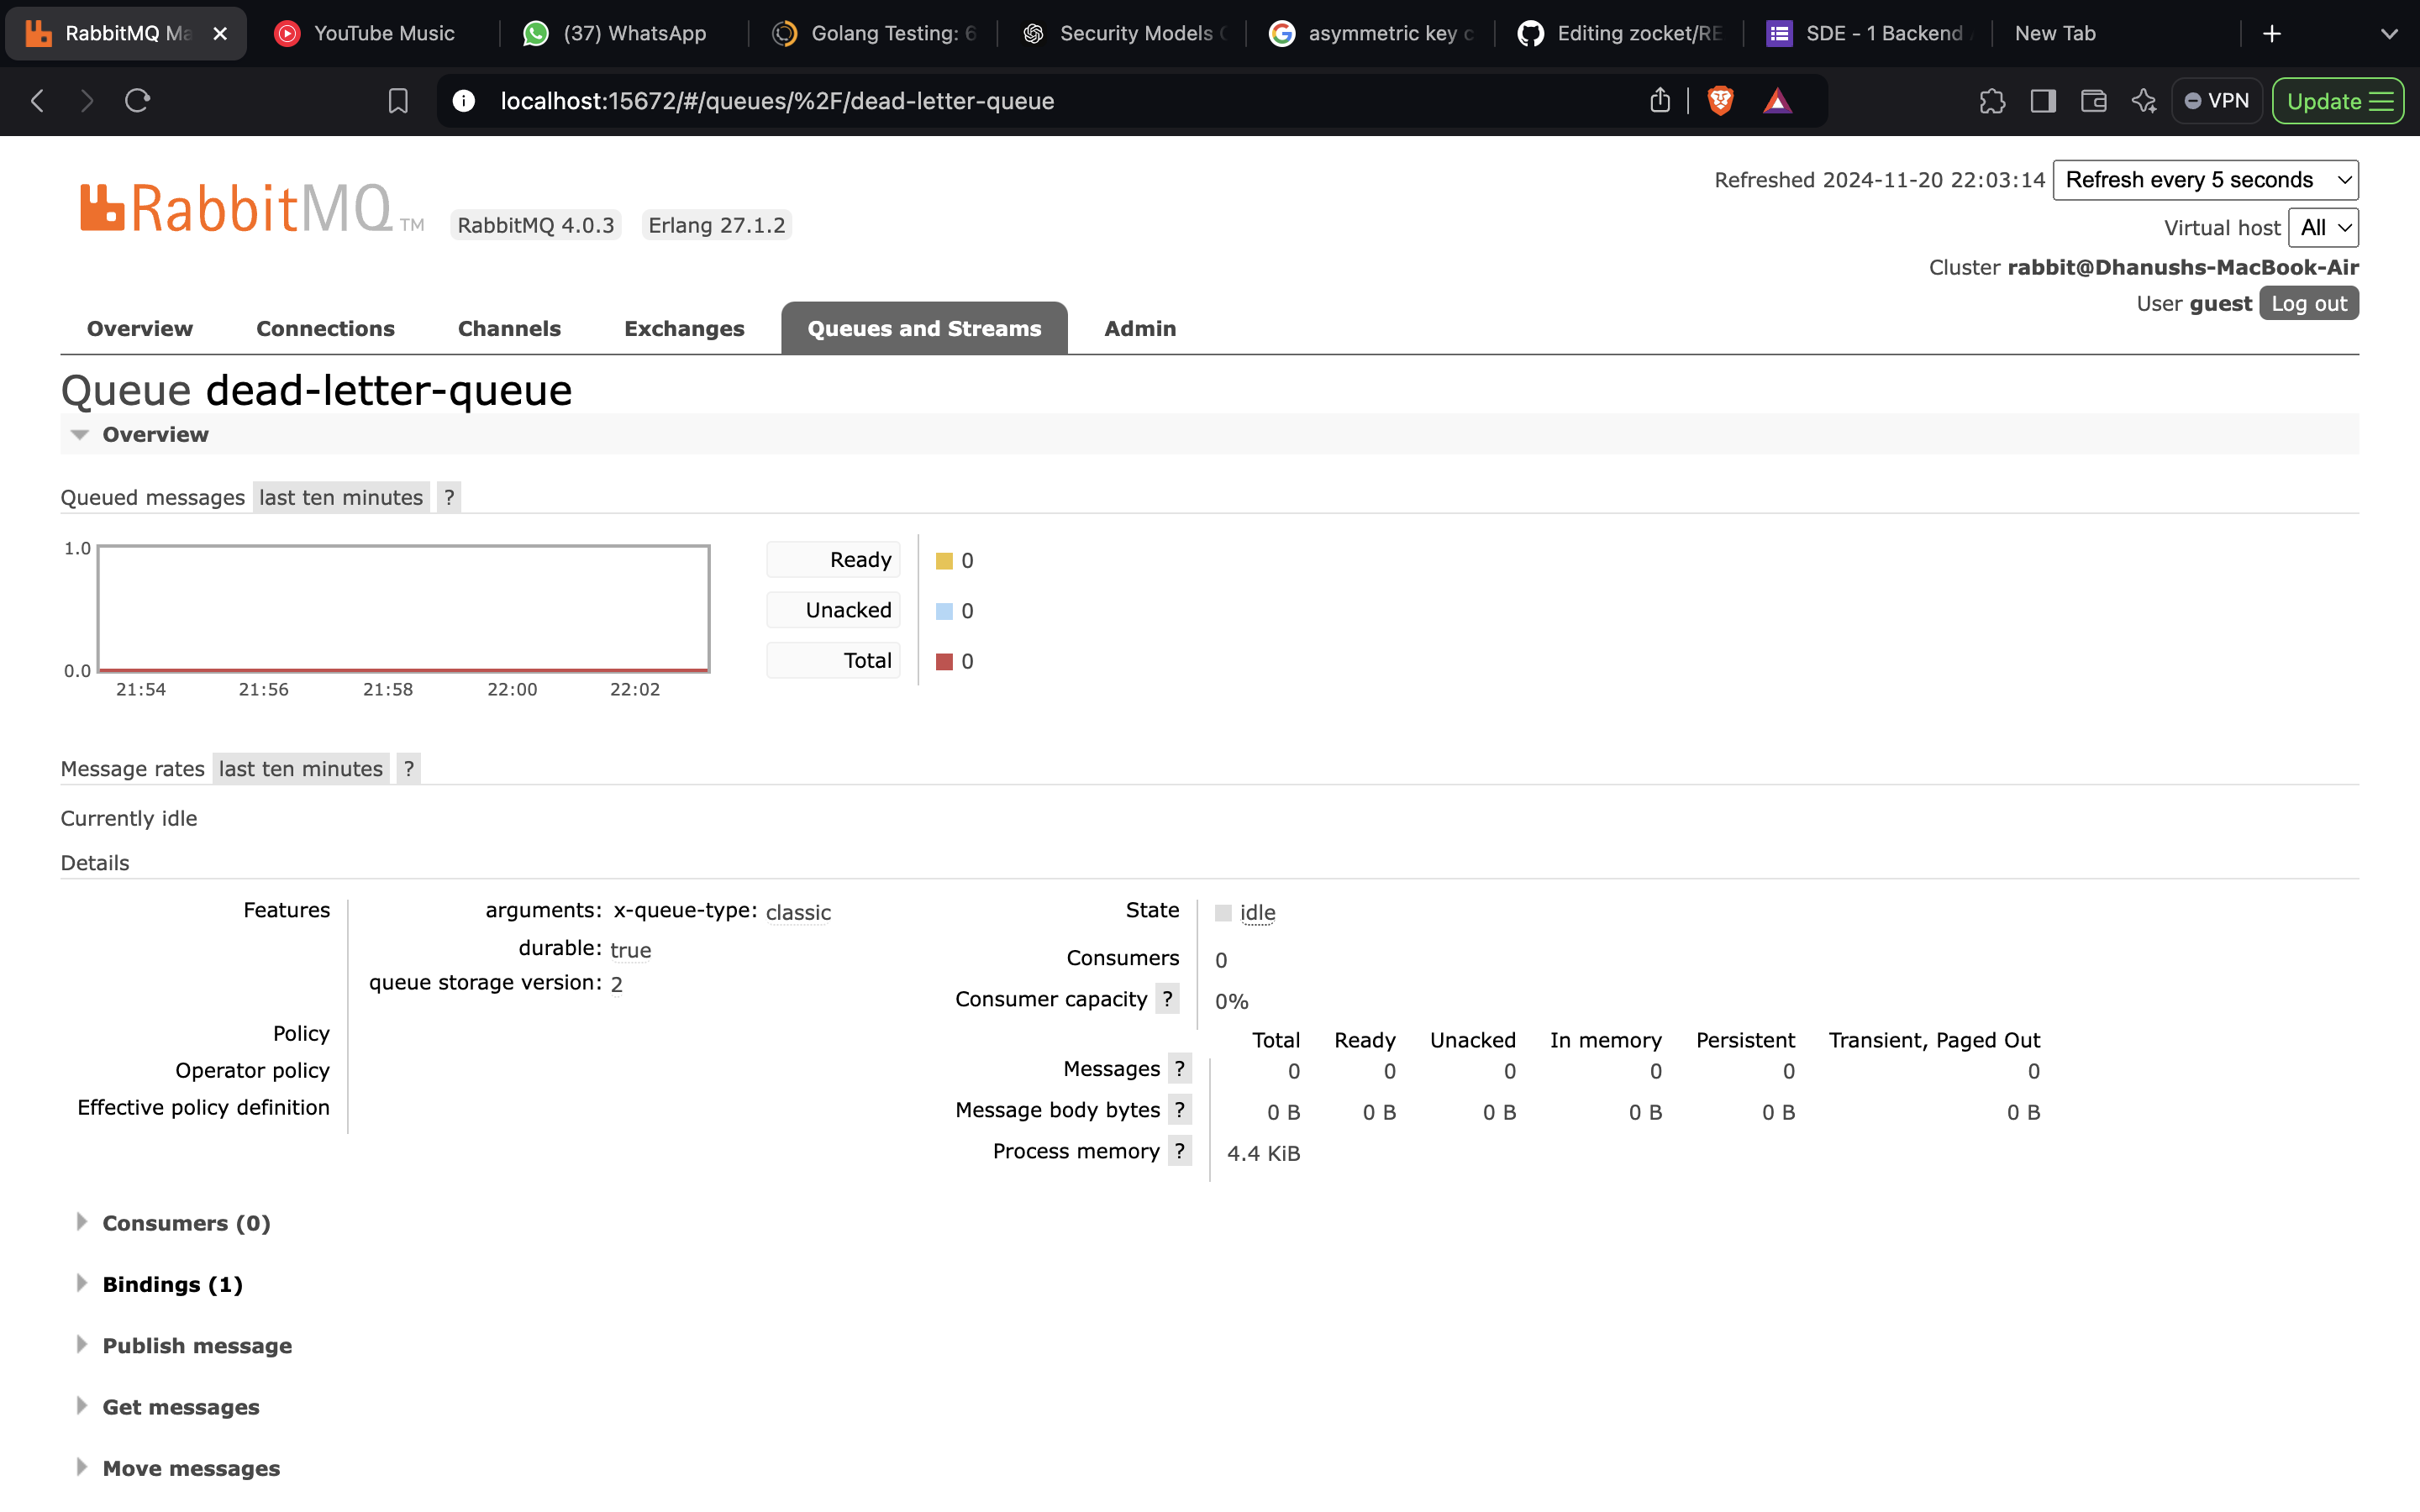 RabbitMQ Ma
YouTube Music
(37) WhatsApp
Golang Testing: 6
Security Models
asymmetric key c
Editing zocket/RE
SDE - 1 Backend
New Tab
localhost:15672/#/queues/%2F/dead-letter-queue
VPN
Update
RabbitMQ TM
RabbitMQ 4.0.3 Erlang 27.1.2
Refreshed 2024-11-20 22:03:14 Refresh every 5 seconds
Virtual host All
Cluster rabbit@Dhanushs-MacBook-Air
User guest Log out
Overview Connections Channels Exchanges Queues and Streams Admin
Queue dead-letter-queue
Overview
Queued messages last ten minutes ?
1.0
0.0
21:54 21:56 21:58 22:00 22:02
Ready 0
Unacked 0
Total 0
Message rates last ten minutes ?
Currently idle
Details
Features
arguments: x-queue-type: classic
durable: true
queue storage version: 2
Policy
Operator policy
Effective policy definition
State idle
Consumers 0
Consumer capacity ? 0%
Total Ready Unacked In memory Persistent Transient, Paged Out
Messages ? 0 0 0 0 0 0
Message body bytes ? 0 B 0 B 0 B 0 B 0 B 0 B
Process memory ? 4.4 KiB
Consumers (0)
Bindings (1)
Publish message
Get messages
Move messages